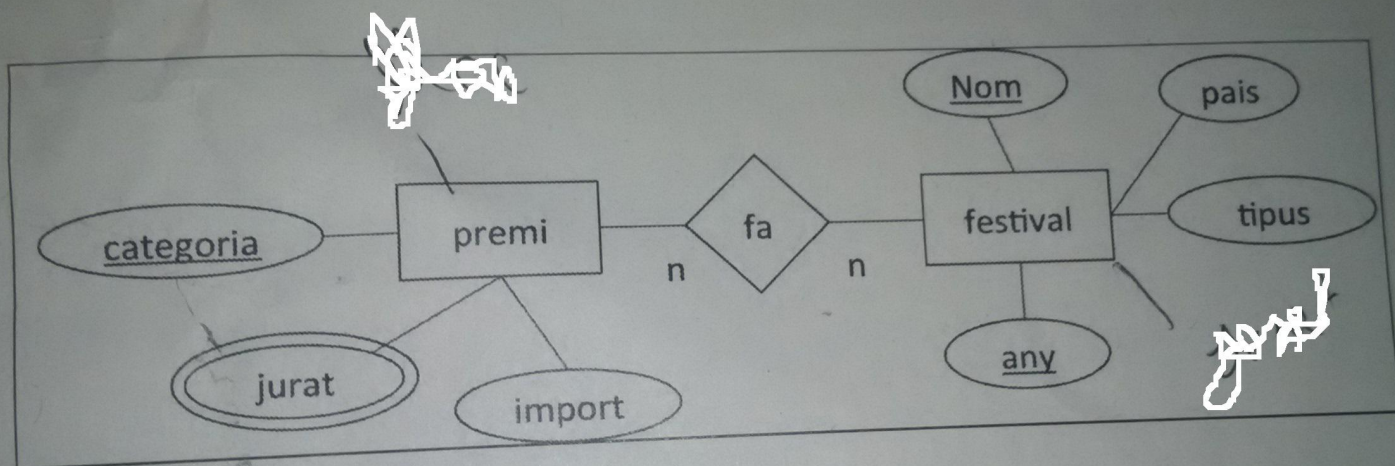 Nom
pais
categoria
premi
fa
festival
tipus
n
n
jurat
import
any